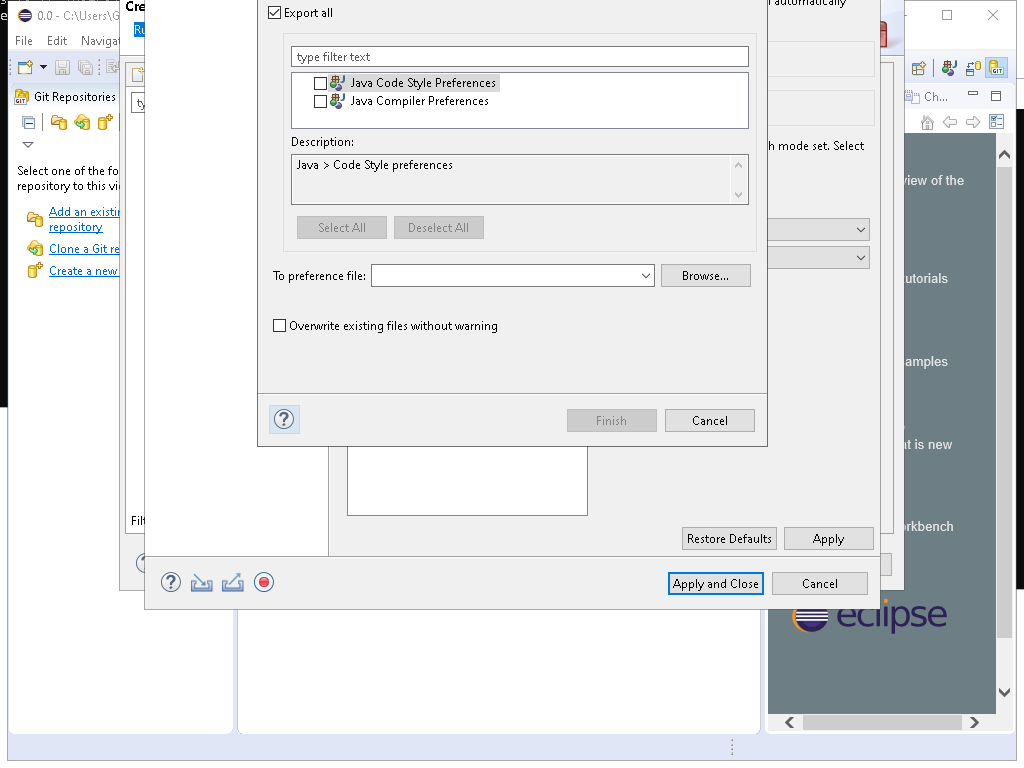 0.0 - C:\Users\G
Cre
File Edit Naviga
Ru
Git Repositories
Select one of the fo
repository to this vi
Add an existin
repository
Clone a Git re
Create a new
ty
Filt
Export all
type filter text
Java Code Style Preferences
Java Compiler Preferences
Description:
Java > Code Style preferences
Select All
Deselect All
To preference file:
Browse...
Overwrite existing files without warning
Finish
Cancel
automatically
h mode set. Select
Restore Defaults
Apply
Apply and Close
Cancel
Ch...
view of the
utorials
amples
at is new
orkbench
eclipse